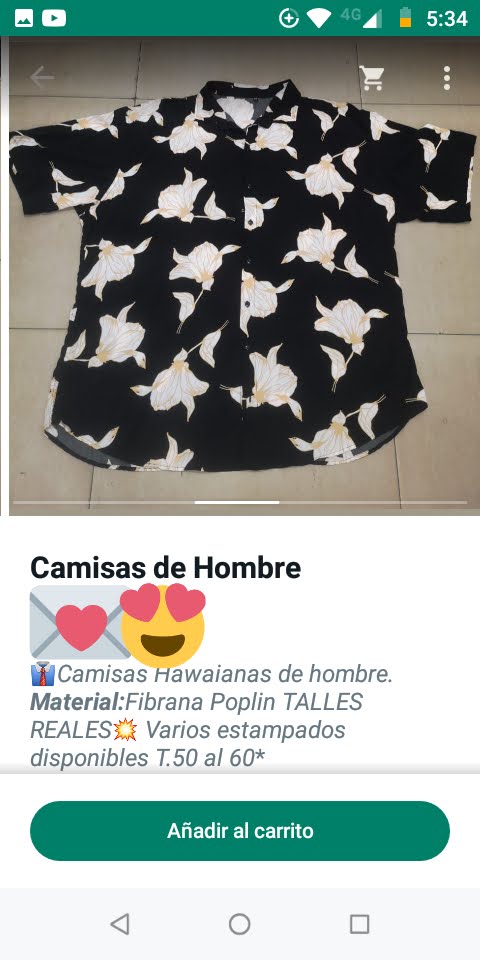 4G 5:34
Camisas de Hombre
💌😍
👔Camisas Hawaianas de hombre.
Material:Fibrana Poplin TALLES
REALES💥 Varios estampados
disponibles T.50 al 60*
Añadir al carrito